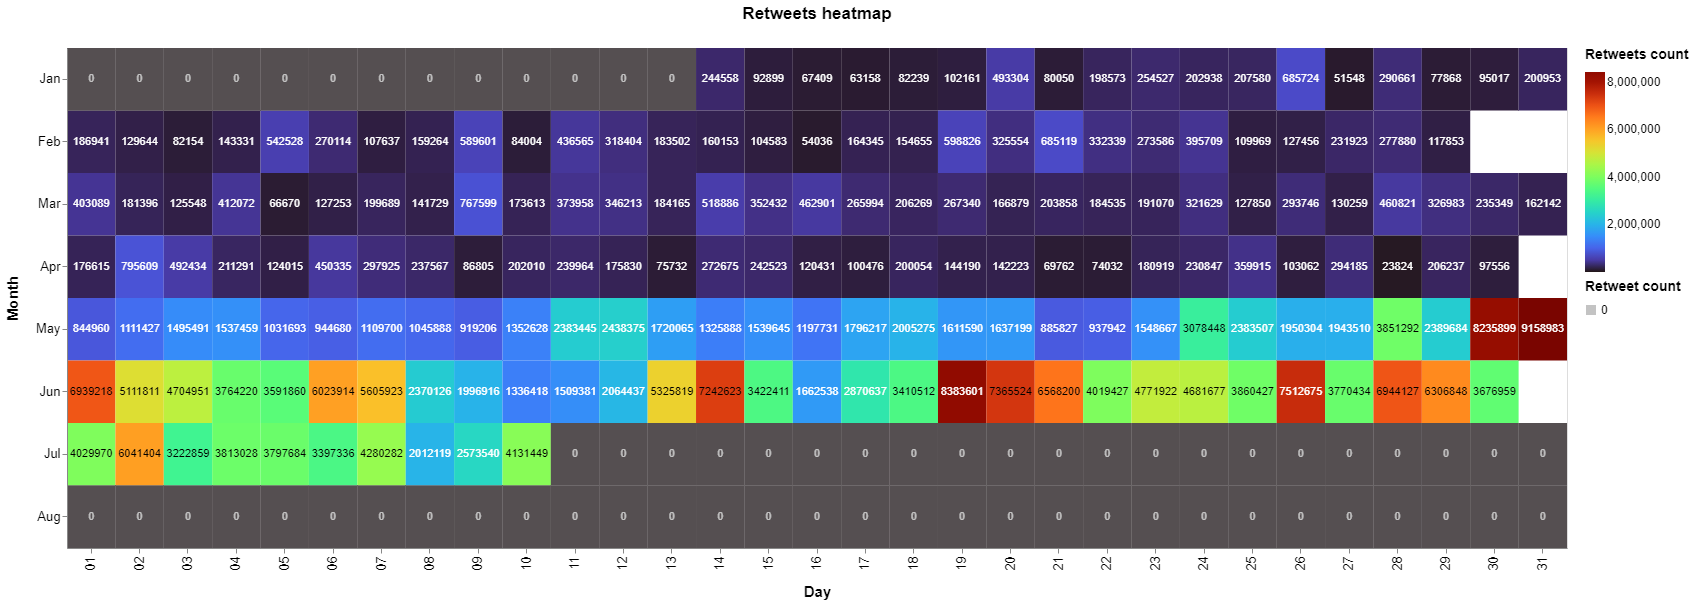 Retweets heatmap
Retweets count
8,000,000
6,000,000
4,000,000
2,000,000
Retweet count
0
Month
Jan 0 0 0 0 0 0 0 0 0 0 0 0 0 244558 92899 67409 63158 82239 102161 493304 80050 198573 254527 202938 207580 685724 51548 290661 77868 95017 200953
Feb 186941 129644 82154 143331 542528 270114 107637 159264 589601 84004 436565 318404 183502 160153 104583 54036 164345 154655 598826 325554 685119 332339 273586 395709 109969 127456 231923 277880 117853
Mar 403089 181396 125548 412072 66670 127253 199689 141729 767599 173613 373958 346213 184165 518886 352432 462901 265994 206269 267340 166879 203858 184535 191070 321629 127850 293746 130259 460821 326983 235349 162142
Apr 176615 795609 492434 211291 124015 450335 297925 237567 86805 202010 239964 175830 75732 272675 242523 120431 100476 200054 144190 142223 69762 74032 180919 230847 359915 103062 294185 23824 206237 97556
May 844960 1111427 1495491 1537459 1031693 944680 1109700 1045888 919206 1352628 2383445 2438375 1720065 1325888 1539645 1197731 1796217 2005275 1611590 1637199 885827 937942 1548667 3078448 2383507 1950304 1943510 3851292 2389684 8235899 9158983
Jun 6939218 5111811 4704951 3764220 3591860 6023914 5605923 2370126 1996916 1336418 1509381 2064437 5325819 7242623 3422411 1662538 2870637 3410512 8383601 7365524 6568200 4019427 4771922 4681677 3860427 7512675 3770434 6944127 6306848 3676959
Jul 4029970 6041404 3222859 3813028 3797684 3397336 4280282 2012119 2573540 4131449 0 0 0 0 0 0 0 0 0 0 0 0 0 0 0 0 0 0 0 0 0
Aug 0 0 0 0 0 0 0 0 0 0 0 0 0 0 0 0 0 0 0 0 0 0 0 0 0 0 0 0 0 0 0
01 02 03 04 05 06 07 08 09 10 11 12 13 14 15 16 17 18 19 20 21 22 23 24 25 26 27 28 29 30 31
Day